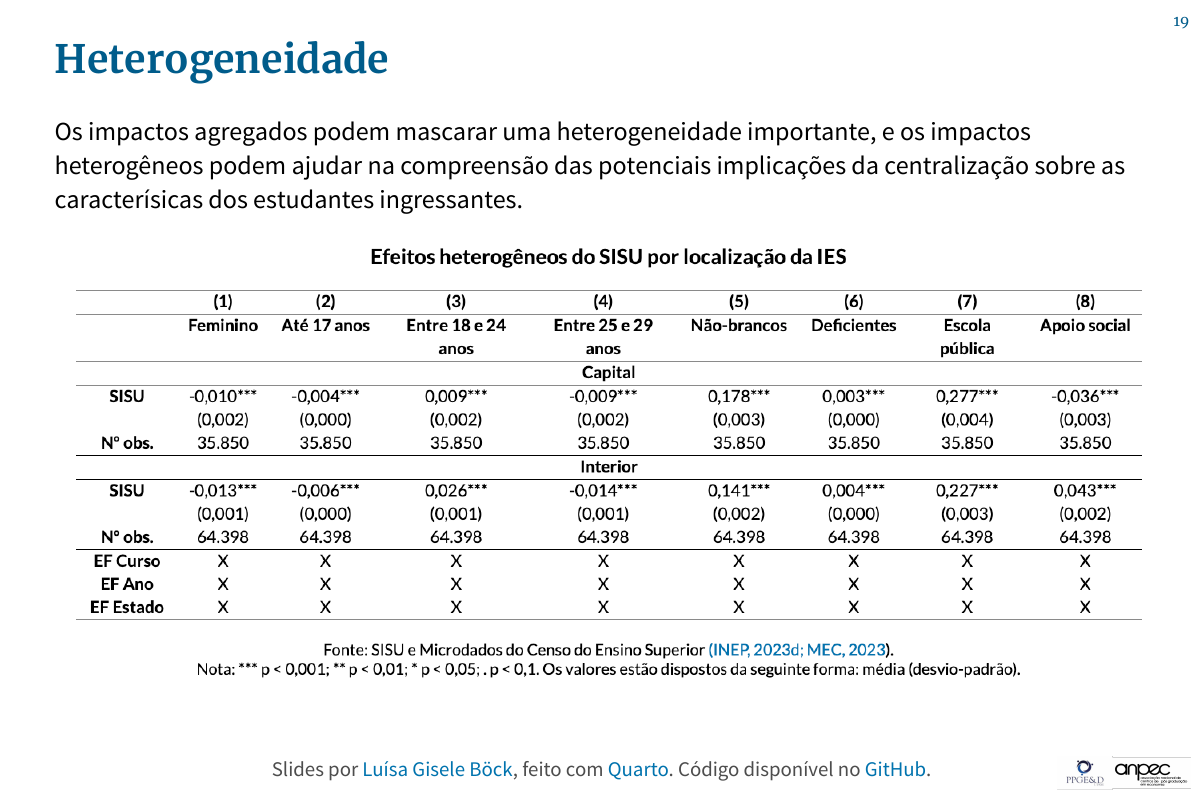 19
Heterogeneidade
Os impactos agregados podem mascarar uma heterogeneidade importante, e os impactos
heterogêneos podem ajudar na compreensão das potenciais implicações da centralização sobre as
caracterísicas dos estudantes ingressantes.
Efeitos heterogêneos do SISU por localização da IES
(1) (2) (3) (4) (5) (6) (7) (8)
Feminino Até 17 anos Entre 18 e 24 Entre 25 e 29 Não-brancos Deficientes Escola Apoio social
anos anos pública
Capital
SISU -0,010*** -0,004*** 0,009*** -0,009*** 0,178*** 0,003*** 0,277*** -0,036***
(0,002) (0,000) (0,002) (0,002) (0,003) (0,000) (0,004) (0,003)
N° obs. 35.850 35.850 35.850 35.850 35.850 35.850 35.850 35.850
Interior
SISU -0,013*** -0,006*** 0,026*** -0,014*** 0,141*** 0,004*** 0,227*** 0,043***
(0,001) (0,000) (0,001) (0,001) (0,002) (0,000) (0,003) (0,002)
N° obs. 64.398 64.398 64.398 64.398 64.398 64.398 64.398 64.398
EF Curso X X X X X X X X
EF Ano X X X X X X X X
EF Estado X X X X X X X X
Fonte: SISU e Microdados do Censo do Ensino Superior (INEP, 2023d; MEC, 2023).
Nota: *** p < 0,001; ** p < 0,01; * p < 0,05; . p < 0,1. Os valores estão dispostos da seguinte forma: média (desvio-padrão).
Slides por Luísa Gisele Böck, feito com Quarto. Código disponível no GitHub.
PPGE&D
anpec